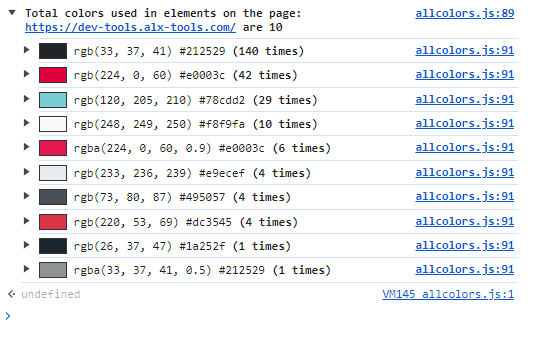 Total colors used in elements on the page: allcolors.js:89
https://dev-tools.alx-tools.com/ are 10
rgb(33, 37, 41) #212529 (140 times) allcolors.js:91
rgb(224, 0, 60) #e0003c (42 times) allcolors.js:91
rgb(120, 205, 210) #78cdd2 (29 times) allcolors.js:91
rgb(248, 249, 250) #f8f9fa (10 times) allcolors.js:91
rgba(224, 0, 60, 0.9) #e0003c (6 times) allcolors.js:91
rgb(233, 236, 239) #e9ecef (4 times) allcolors.js:91
rgb(73, 80, 87) #495057 (4 times) allcolors.js:91
rgb(220, 53, 69) #dc3545 (4 times) allcolors.js:91
rgb(26, 37, 47) #1a252f (1 times) allcolors.js:91
rgba(33, 37, 41, 0.5) #212529 (1 times) allcolors.js:91
undefined VM145 allcolors.js:1